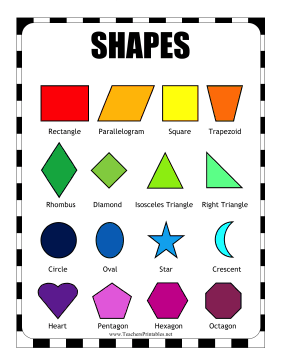 SHAPES
Rectangle Parallelogram Square Trapezoid
Rhombus Diamond Isosceles Triangle Right Triangle
Circle Oval Star Crescent
Heart Pentagon Hexagon Octagon
www.TeachersPrintables.net